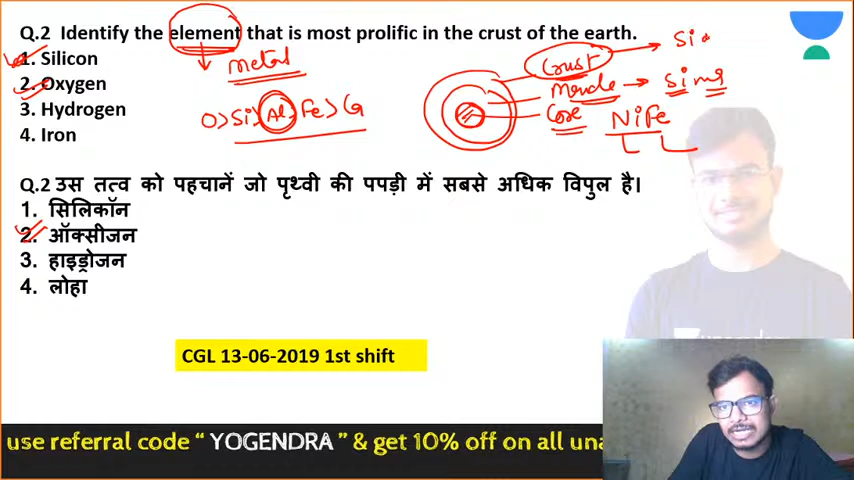 Q.2 Identify the element that is most prolific in the crust of the earth.
1. Silicon
2. Oxygen
3. Hydrogen
4. Iron
metal
O>Si>Al>Fe>Ca
Crust
Si
Core
NiFe
Q.2 उस तत्व को पहचानें जो पृथ्वी की पपड़ी में सबसे अधिक विपुल है।
1. सिलिकॉन
2. ऑक्सीजन
3. हाइड्रोजन
4. लोहा
CGL 13-06-2019 1st shift
use referral code “ YOGENDRA ” & get 10% off on all una